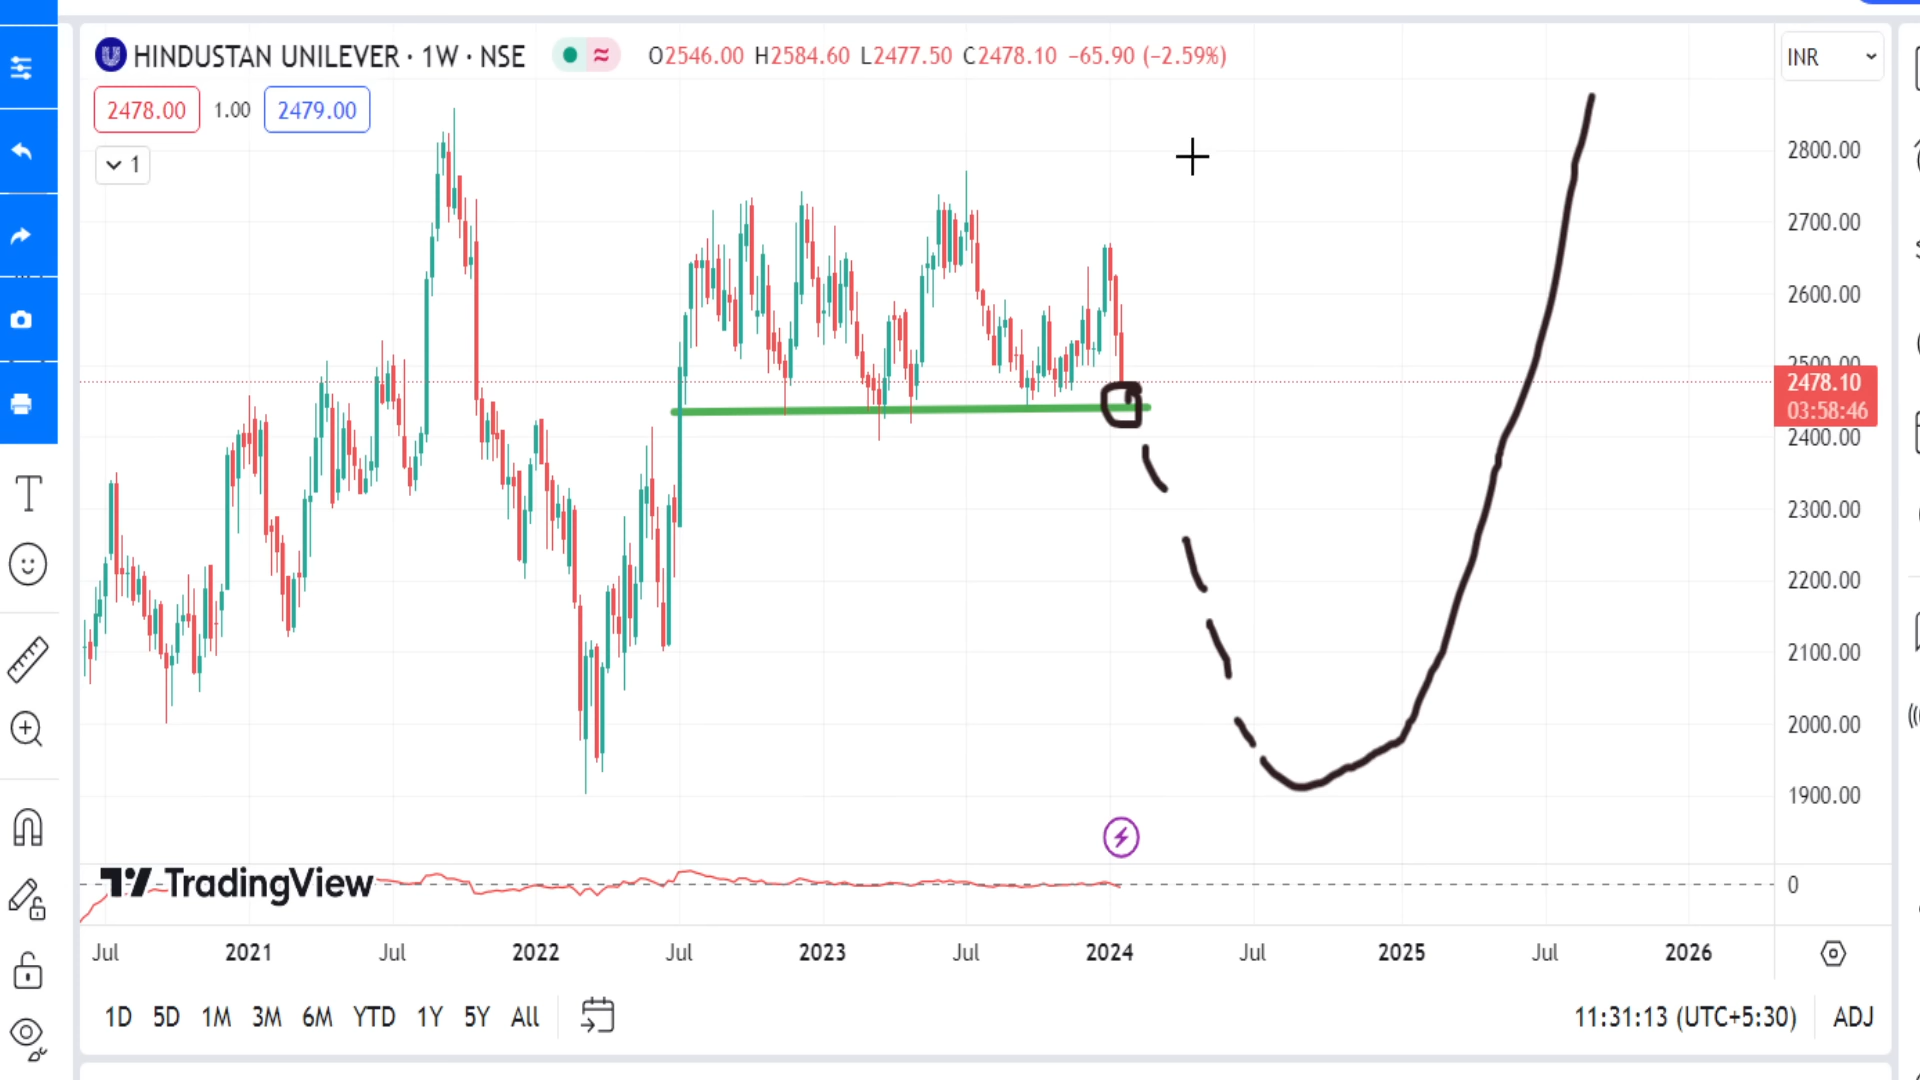 HINDUSTAN UNILEVER · 1W · NSE O2546.00 H2584.60 L2477.50 C2478.10 −65.90 (−2.59%) INR
2478.00 1.00 2479.00
1
2800.00
2700.00
2600.00
2500.00
2478.10
03:58:46
2400.00
2300.00
2200.00
2100.00
2000.00
1900.00
TradingView 0
Jul 2021 Jul 2022 Jul 2023 Jul 2024 Jul 2025 Jul 2026
1D 5D 1M 3M 6M YTD 1Y 5Y All 11:31:13 (UTC+5:30) ADJ